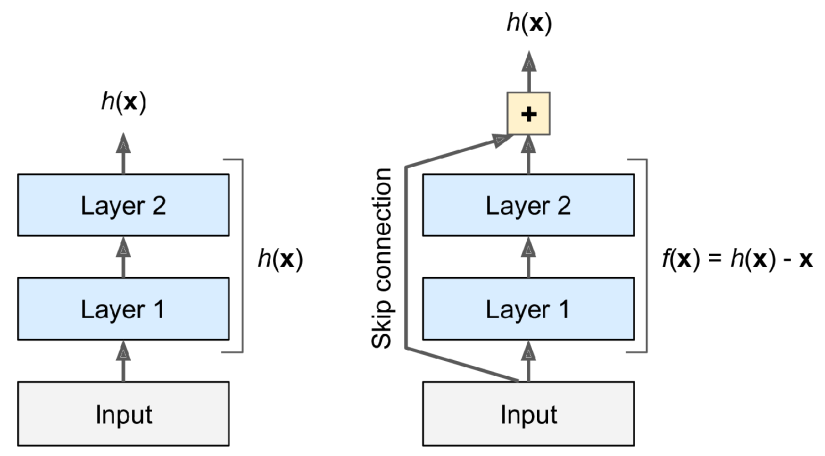 h(x)
Layer 2
Layer 1
h(x)
Input
h(x)
+
Skip connection
Layer 2
Layer 1
f(x) = h(x) - x
Input